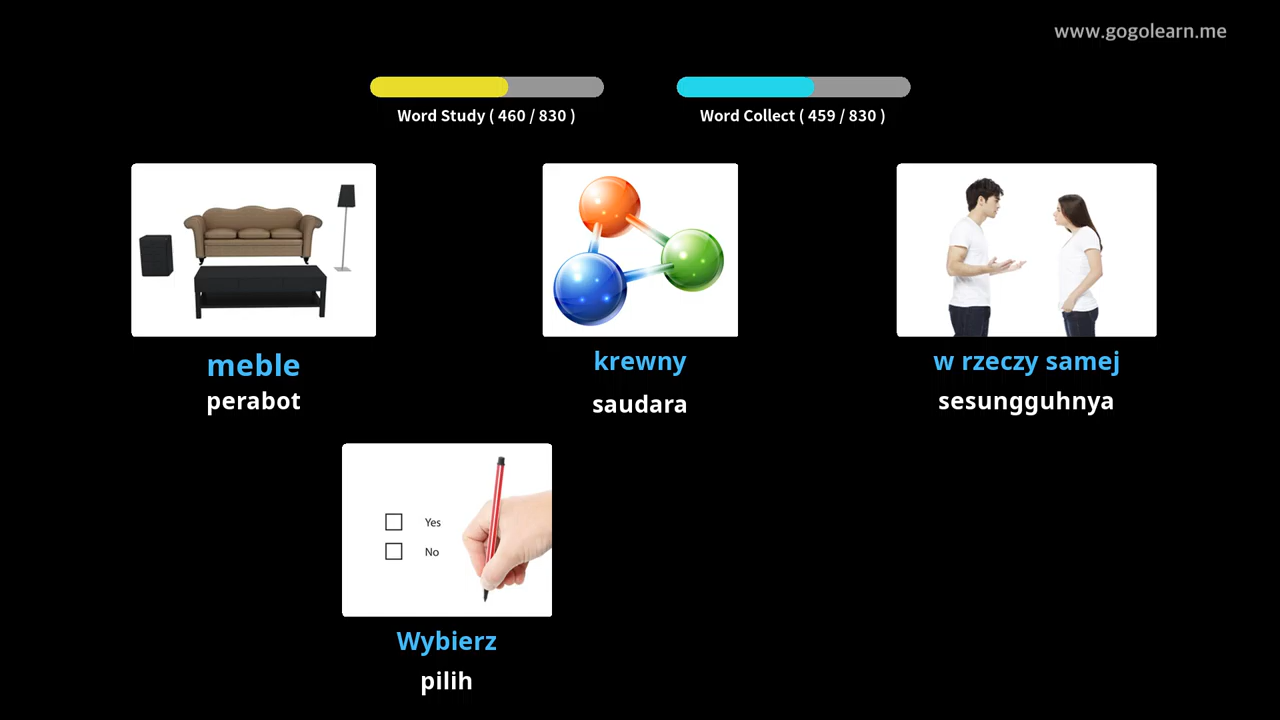 www.gogolearn.me
Word Study ( 460 / 830 )
Word Collect ( 459 / 830 )
meble
perabot
krewny
saudara
w rzeczy samej
sesungguhnya
Yes
No
Wybierz
pilih